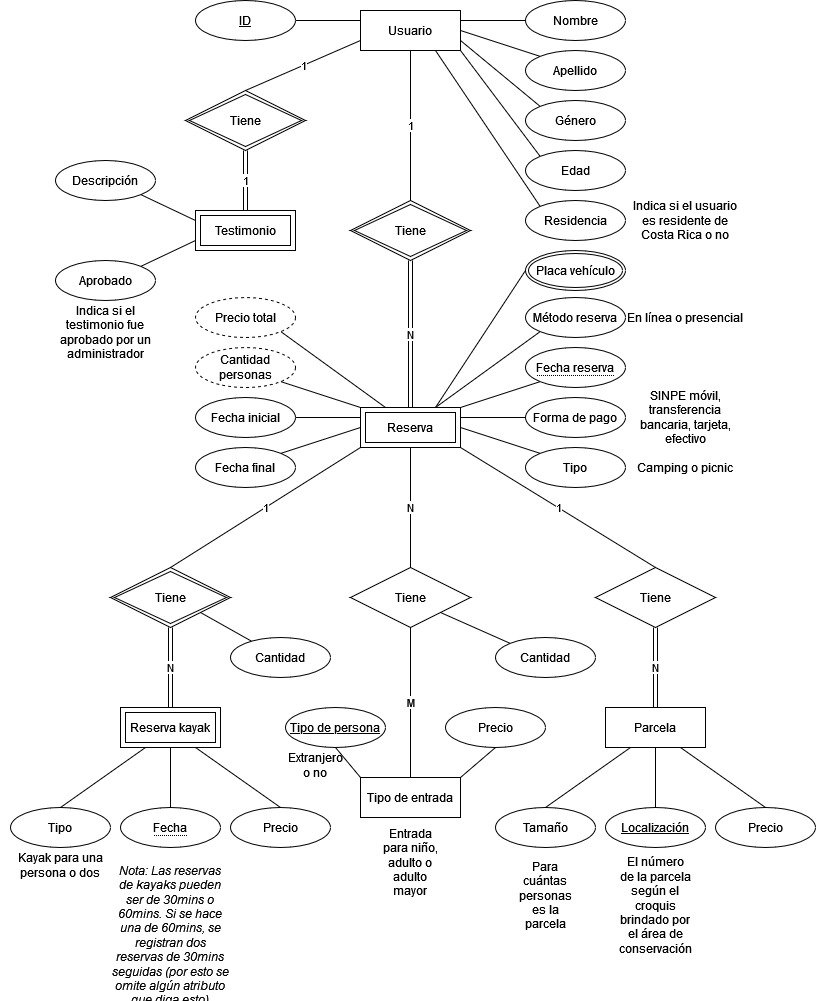 ID
Usuario
Nombre
Apellido
Género
Edad
Residencia
Indica si el usuario
es residente de
Costa Rica o no
1
Tiene
1
Testimonio
Descripción
Aprobado
Indica si el
testimonio fue
aprobado por un
administrador
1
Tiene
N
Placa vehículo
Método reserva
En línea o presencial
Fecha reserva
Forma de pago
SINPE móvil,
transferencia
bancaria, tarjeta,
efectivo
Tipo
Camping o picnic
Precio total
Cantidad
personas
Fecha inicial
Fecha final
Reserva
1
N
1
Tiene
Tiene
Tiene
Cantidad
Cantidad
N
M
N
Reserva kayak
Tipo
Kayak para una
persona o dos
Fecha
Precio
Nota: Las reservas
de kayaks pueden
ser de 30mins o
60mins. Si se hace
una de 60mins, se
registran dos
reservas de 30mins
seguidas (por esto se
omite algún atributo
que diga esto)
Tipo de persona
Extranjero
o no
Precio
Tipo de entrada
Entrada
para niño,
adulto o
adulto
mayor
Parcela
Tamaño
Para
cuántas
personas
es la
parcela
Localización
El número
de la parcela
según el
croquis
brindado por
el área de
conservación
Precio